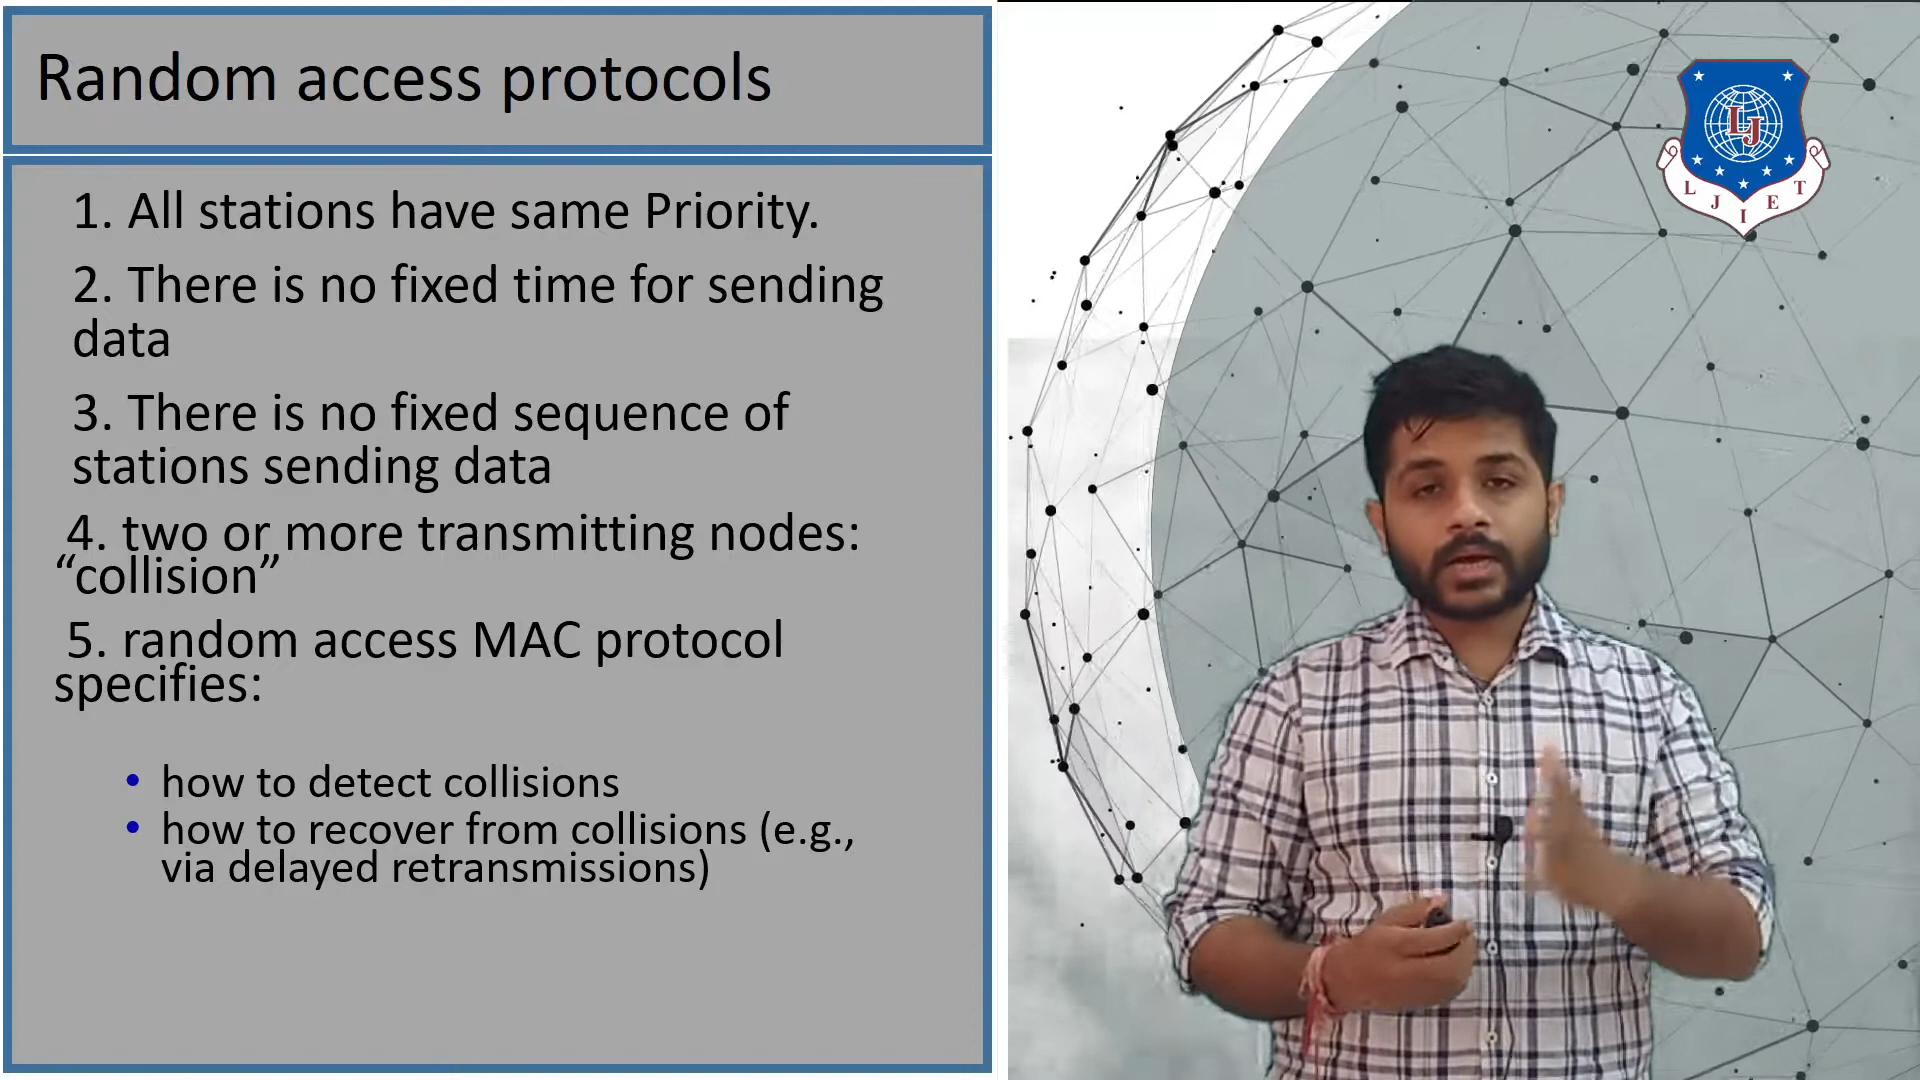 Random access protocols
1. All stations have same Priority.
2. There is no fixed time for sending
data
3. There is no fixed sequence of
stations sending data
4. two or more transmitting nodes:
“collision”
5. random access MAC protocol
specifies:
• how to detect collisions
• how to recover from collisions (e.g.,
via delayed retransmissions)
LJ
L J I E T